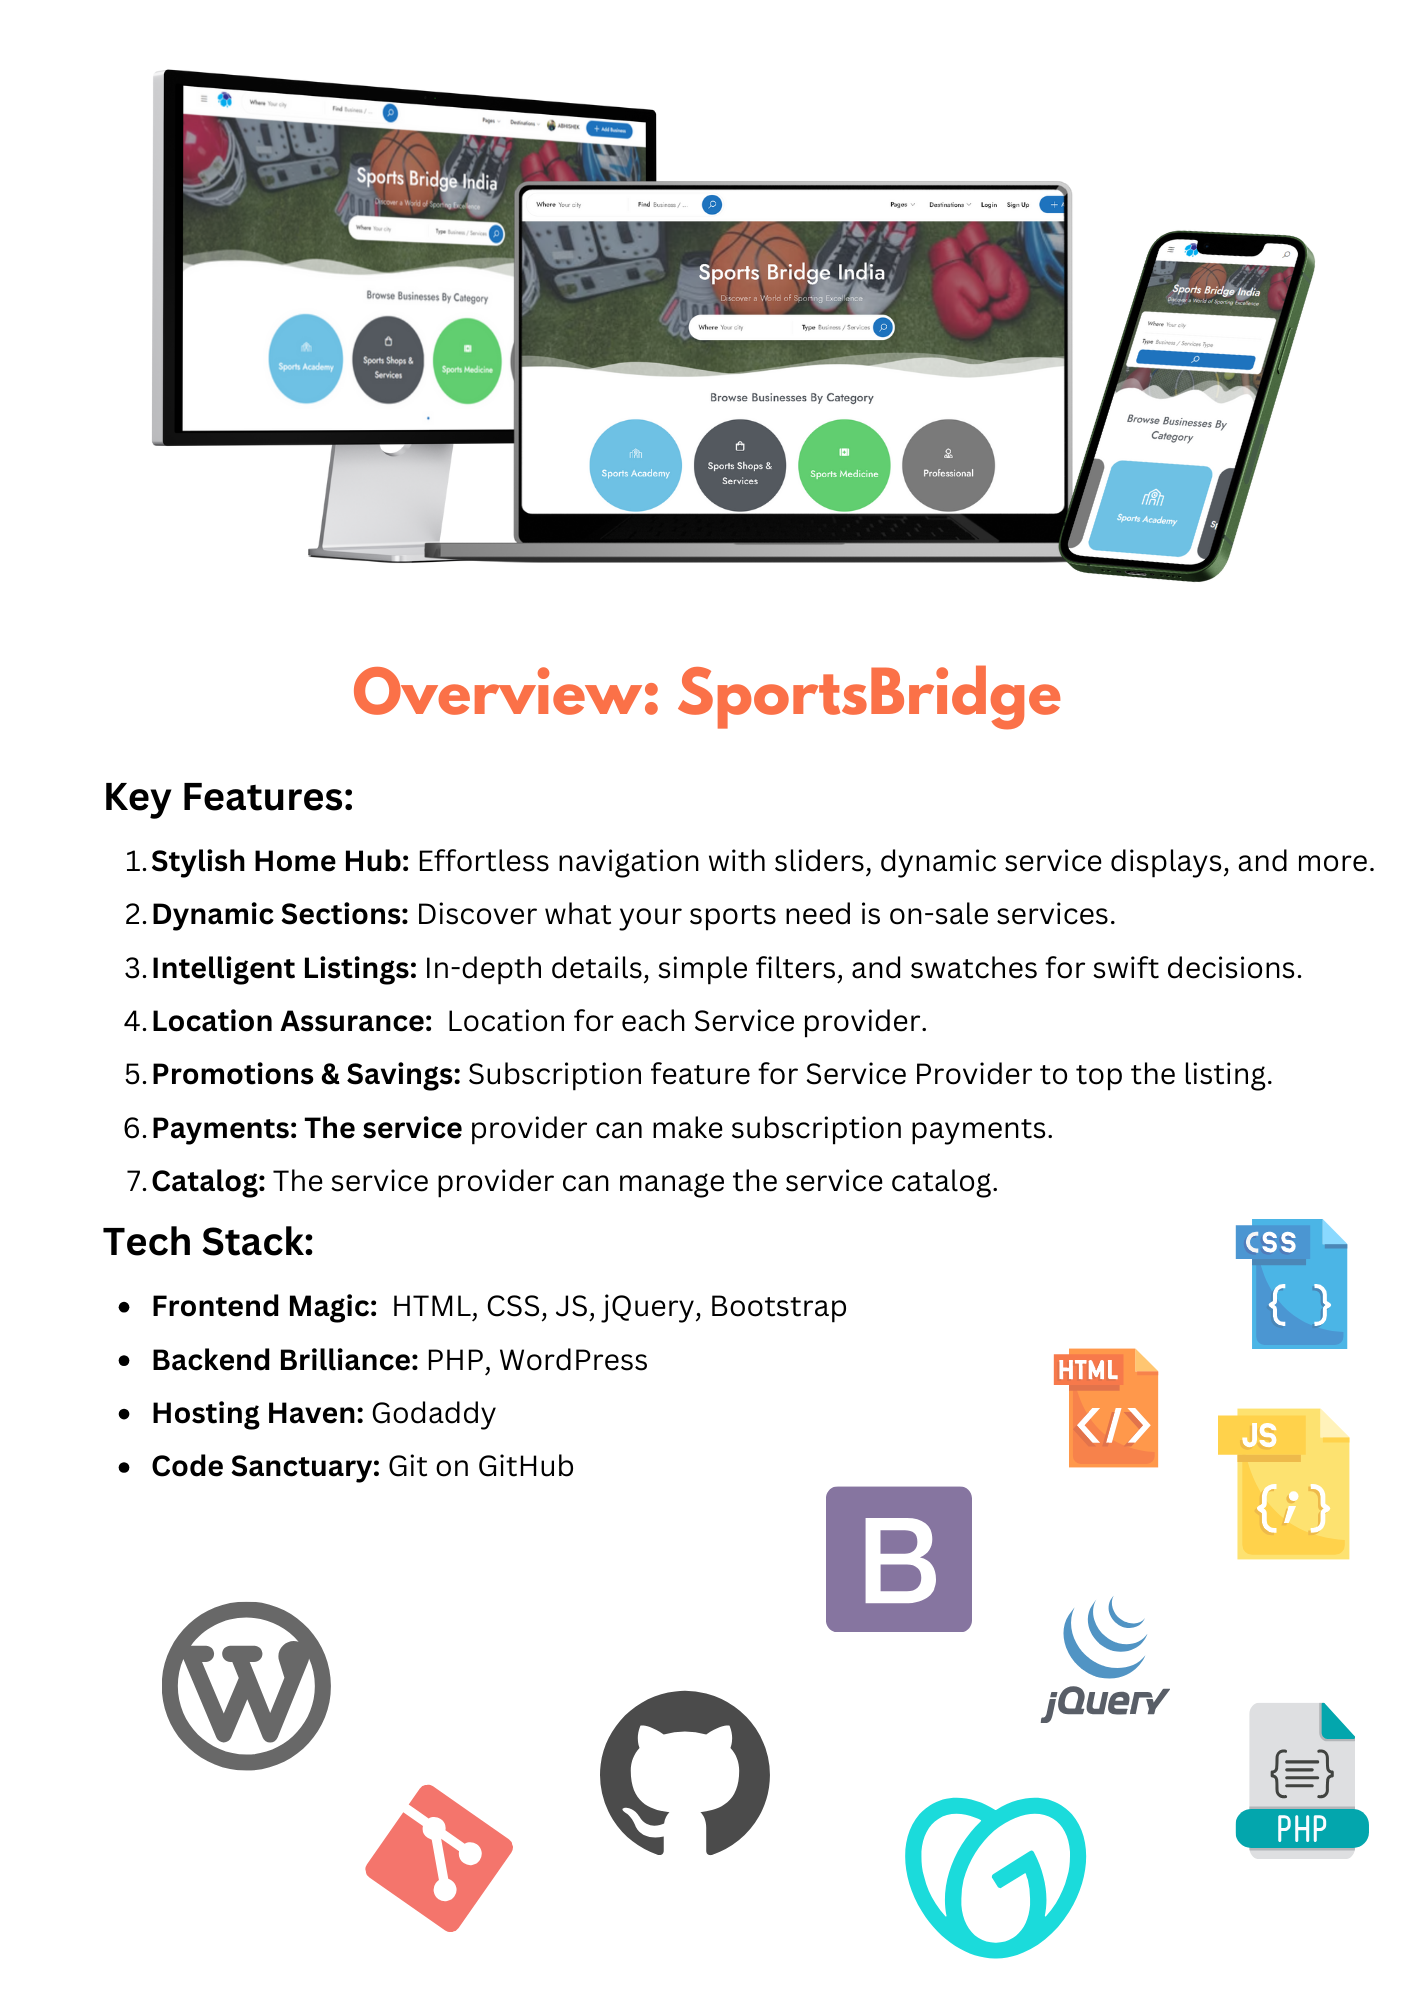 Where Your city
Find Business / ...
Pages
Destinations
ABHISHEK
+ Add Business
Sports Bridge India
Discover a World of Sporting Excellence
Where Your city
Type Business / Services
Browse Businesses By Category
Sports Academy
Sports Shops &
Services
Sports Medicine
Where Your city
Find Business / ...
Pages
Destinations
Login
Sign Up
+ A
Sports Bridge India
Discover a World of Sporting Excellence
Where Your city
Type Business / Services
Browse Businesses By Category
Sports Academy
Sports Shops &
Services
Sports Medicine
Professional
Sports Bridge India
Discover a World of Sporting Excellence
Where Your city
Type Business / Services Type
Browse Businesses By
Category
Sports Academy
Sp
Overview: SportsBridge
Key Features:
1. Stylish Home Hub: Effortless navigation with sliders, dynamic service displays, and more.
2. Dynamic Sections: Discover what your sports need is on-sale services.
3. Intelligent Listings: In-depth details, simple filters, and swatches for swift decisions.
4. Location Assurance: Location for each Service provider.
5. Promotions & Savings: Subscription feature for Service Provider to top the listing.
6. Payments: The service provider can make subscription payments.
7. Catalog: The service provider can manage the service catalog.
Tech Stack:
• Frontend Magic: HTML, CSS, JS, jQuery, Bootstrap
• Backend Brilliance: PHP, WordPress
• Hosting Haven: Godaddy
• Code Sanctuary: Git on GitHub
CSS
{ }
HTML
</>
JS
{;}
B
jQuery
W
PHP